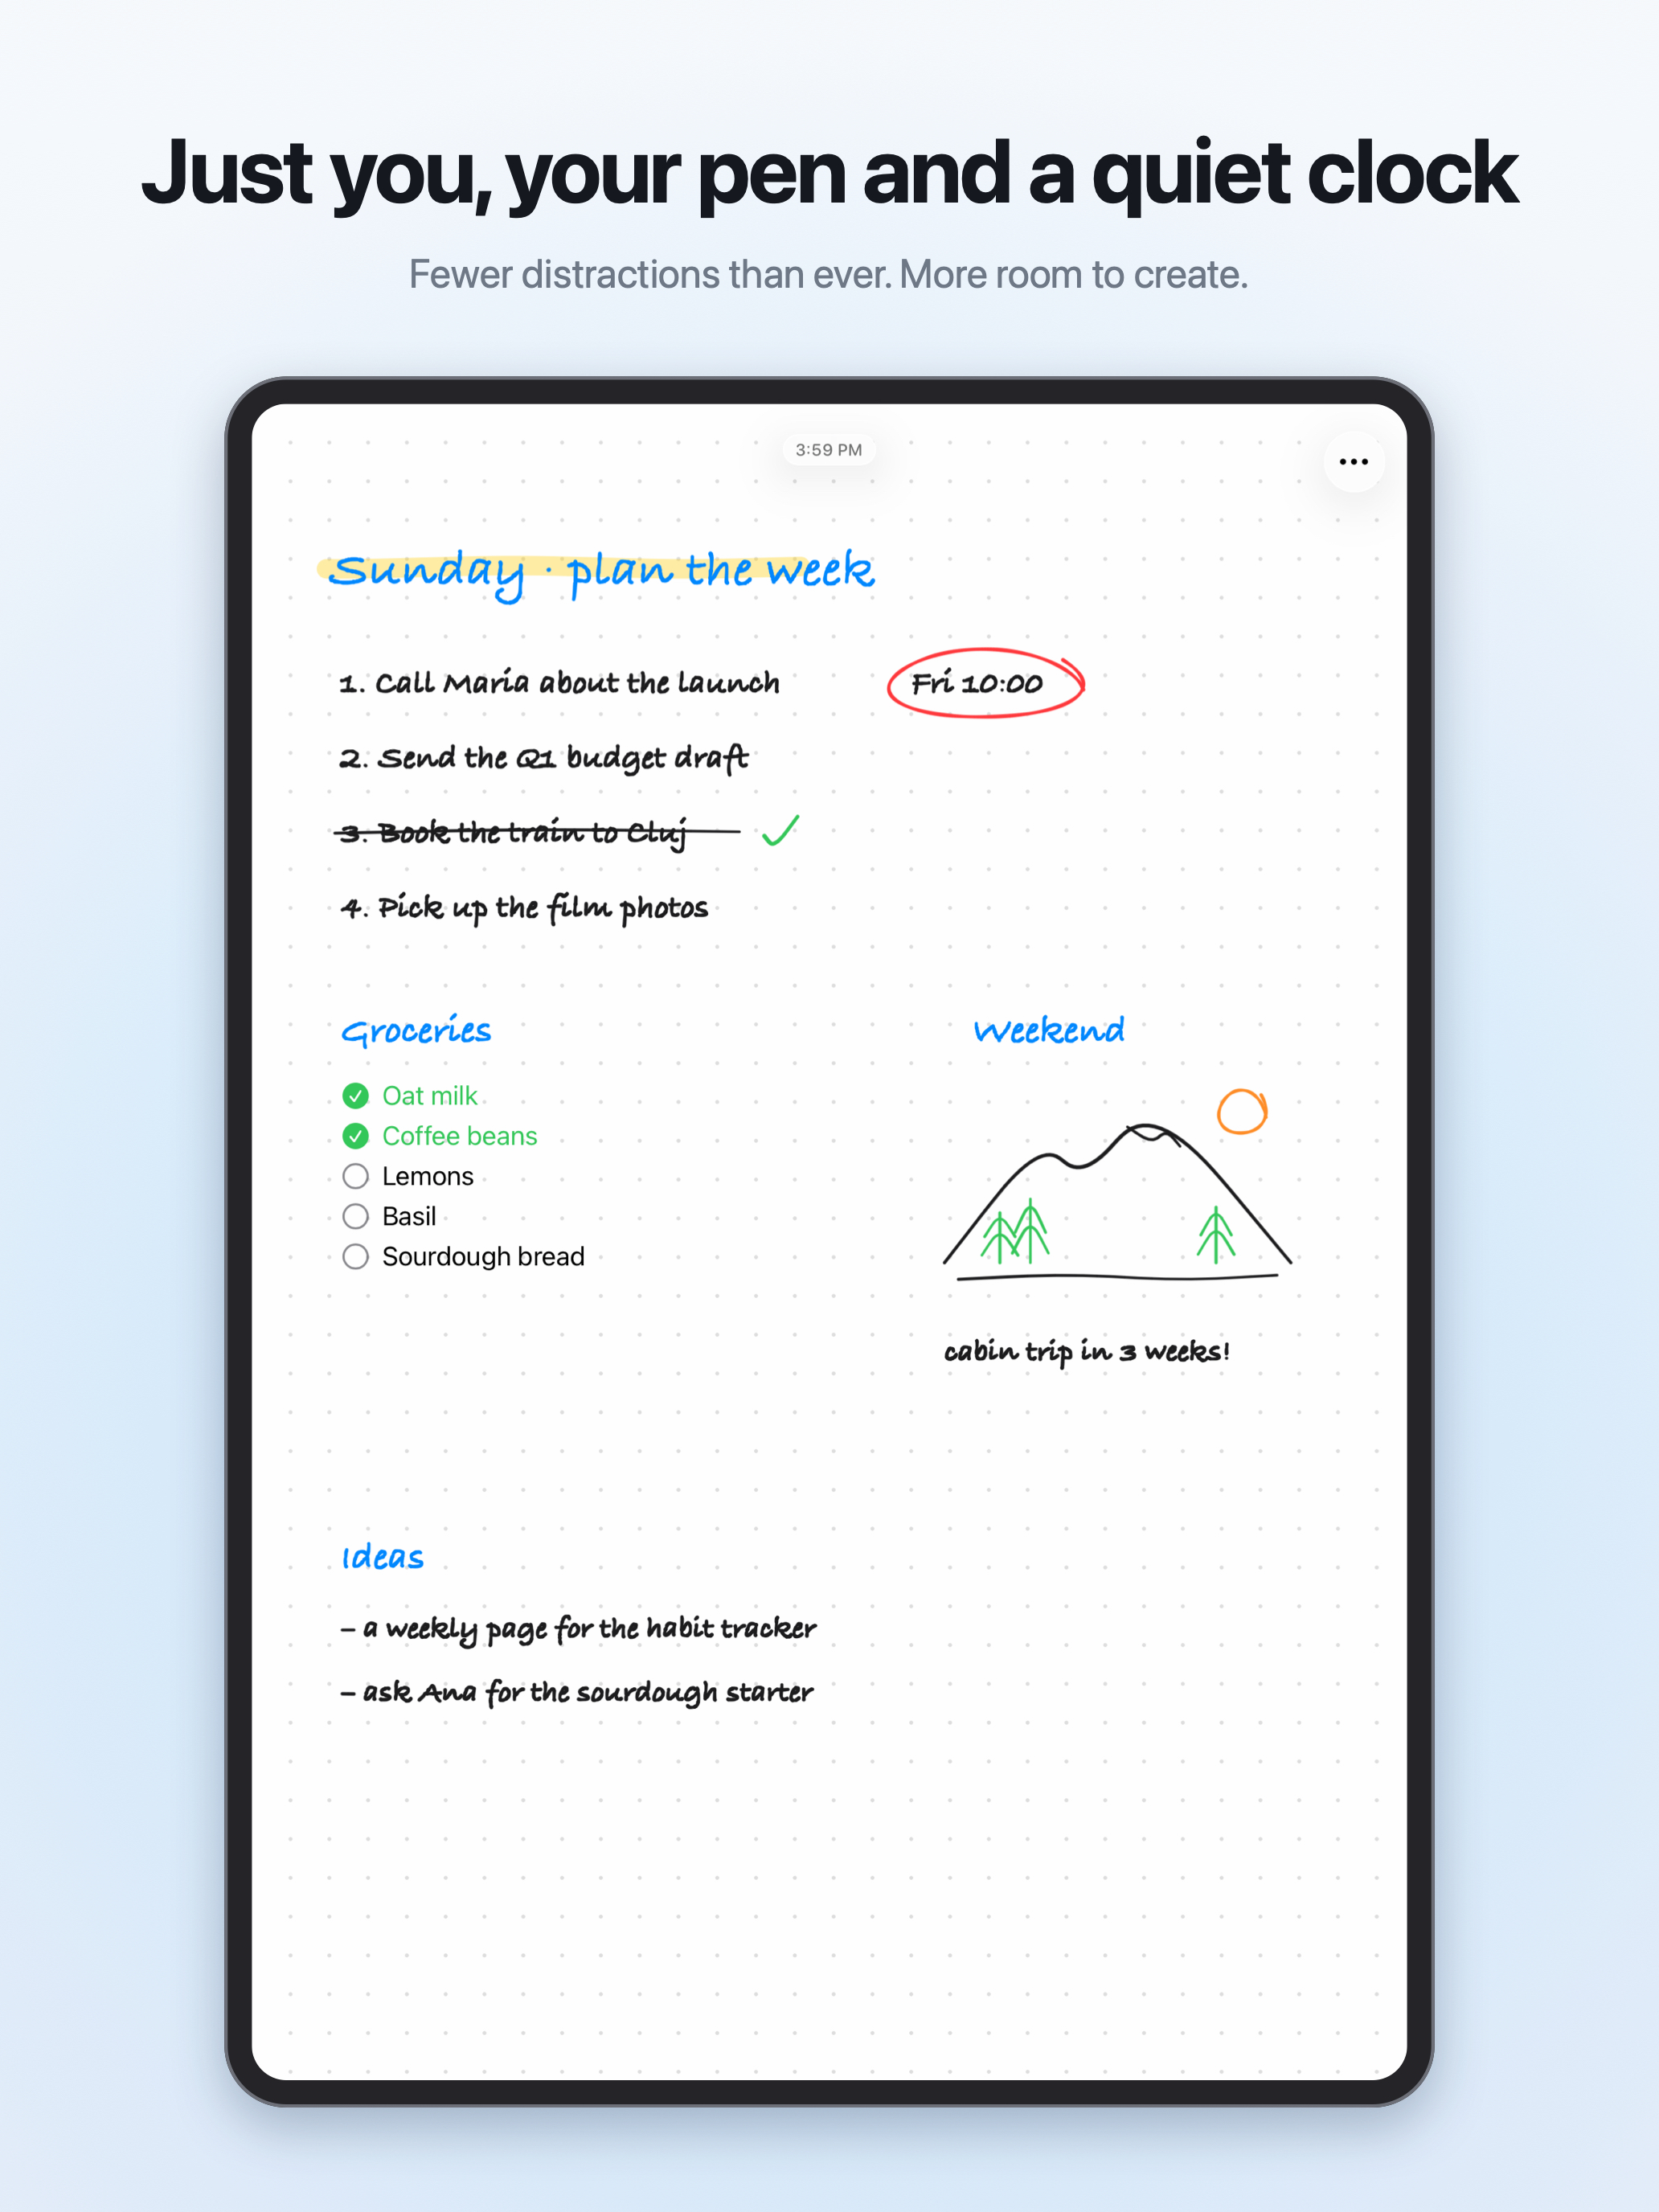 Just you, your pen and a quiet clock
Fewer distractions than ever. More room to create.
3:59 PM
Sunday · plan the week
1. Call Maria about the launch
Fri 10:00
2. Send the Q1 budget draft
3. Book the train to Cluj
4. Pick up the film photos
Groceries
Oat milk
Coffee beans
Lemons
Basil
Sourdough bread
Weekend
cabin trip in 3 weeks!
Ideas
– a weekly page for the habit tracker
– ask Ana for the sourdough starter